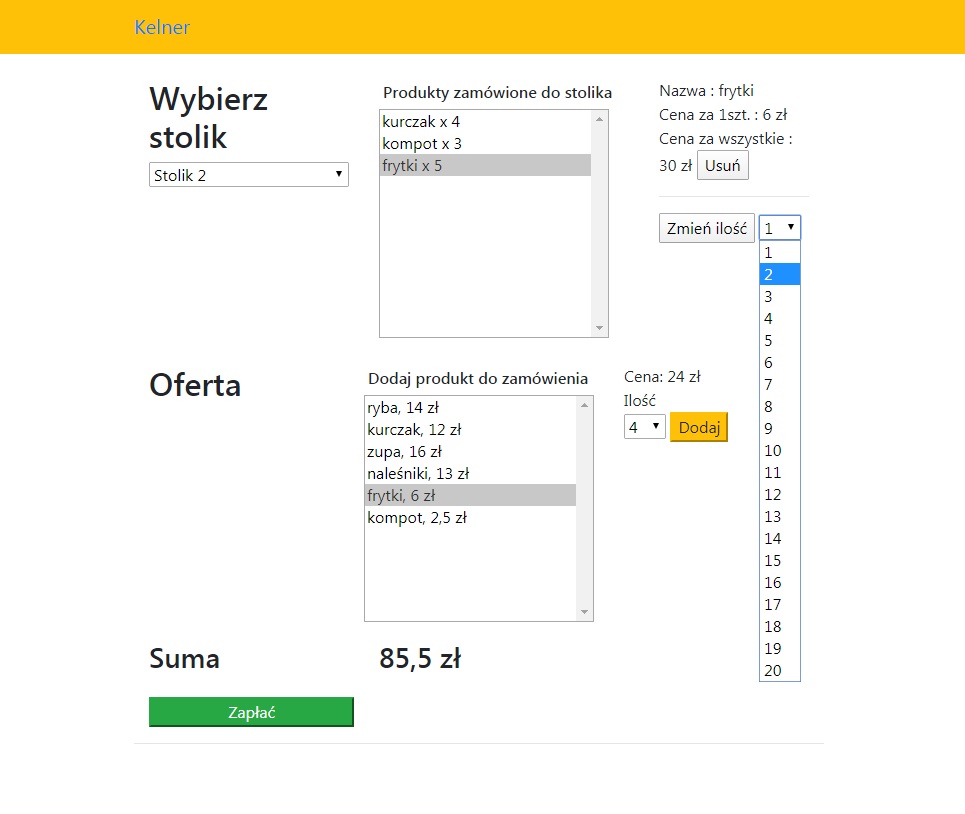 Kelner
Wybierz
stolik
Stolik 2
Produkty zamówione do stolika
kurczak x 4
kompot x 3
frytki x 5
Nazwa : frytki
Cena za 1szt. : 6 zł
Cena za wszystkie :
30 zł Usuń
Zmień ilość 1
1
2
3
4
5
6
7
8
9
10
11
12
13
14
15
16
17
18
19
20
Oferta
Dodaj produkt do zamówienia
ryba, 14 zł
kurczak, 12 zł
zupa, 16 zł
naleśniki, 13 zł
frytki, 6 zł
kompot, 2,5 zł
Cena: 24 zł
Ilość
4 Dodaj
Suma
85,5 zł
Zapłać